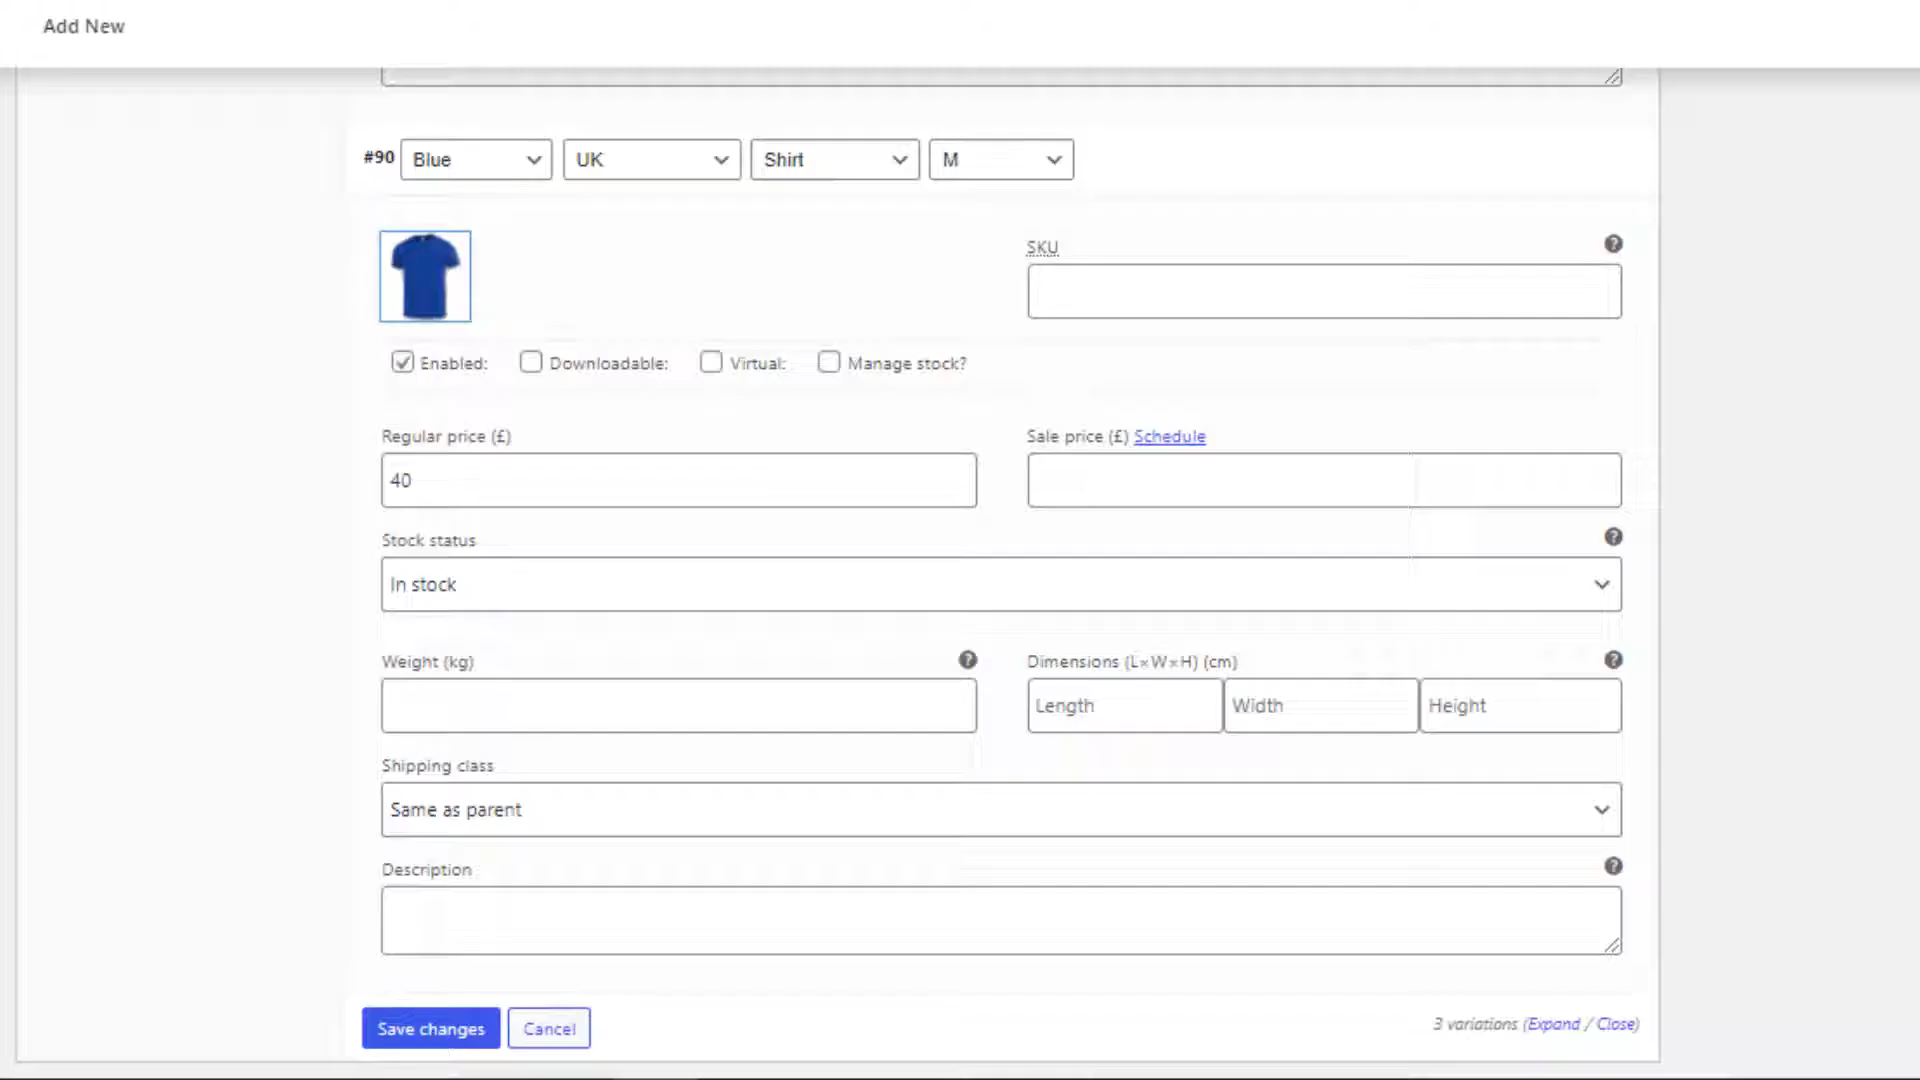 Add New
#90 Blue UK Shirt M
SKU
Enabled: Downloadable: Virtual: Manage stock?
Regular price (£) Sale price (£) Schedule
40
Stock status
In stock
Weight (kg) Dimensions (L×W×H) (cm)
Length Width Height
Shipping class
Same as parent
Description
Save changes Cancel 3 variations (Expand / Close)